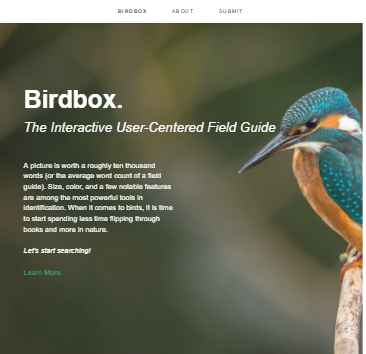 BIRDBOX ABOUT SUBMIT
Birdbox.
The Interactive User-Centered Field Guide
A picture is worth a roughly ten thousand
words (or the average word count of a field
guide). Size, color, and a few notable features
are among the most powerful tools in
identification. When it comes to birds, it is time
to start spending less time flipping through
books and more in nature.
Let's start searching!
Learn More